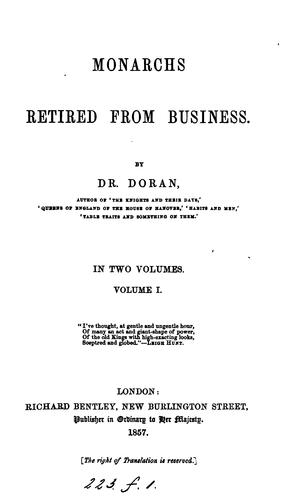 MONARCHS
RETIRED FROM BUSINESS.
BY
DR. DORAN,
AUTHOR OF 'THE KNIGHTS AND THEIR DAYS,'
'QUEENS OF ENGLAND OF THE HOUSE OF HANOVER,' 'HABITS AND MEN,'
'TABLE TRAITS AND SOMETHING ON THEM.'
IN TWO VOLUMES.
VOLUME I.
"I've thought, at gentle and ungentle hour,
Of many an act and giant-shape of power,
Of the old Kings with high-exacting looks,
Sceptred and globed."—LEIGH HUNT.
LONDON:
RICHARD BENTLEY, NEW BURLINGTON STREET,
Publisher in Ordinary to Her Majesty.
1857.
[The right of Translation is reserved.]
223. f. 1.